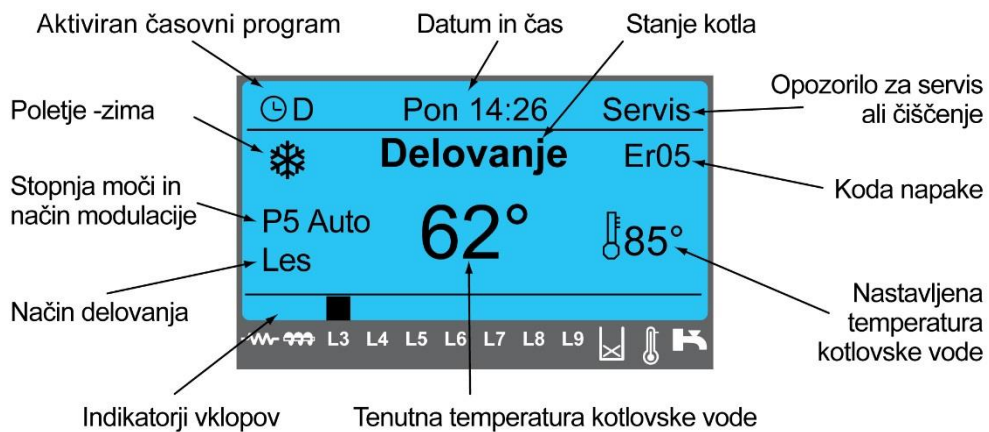 Aktiviran časovni program
Datum in čas
Stanje kotla
Poletje -zima
D
Pon 14:26
Servis
Opozorilo za servis
ali čiščenje
Delovanje
Er05
Koda napake
Stopnja moči in
način modulacije
P5 Auto
62°
85°
Les
Način delovanja
Nastavljena
temperatura
kotlovske vode
L3 L4 L5 L6 L7 L8 L9
Indikatorji vklopov
Tenutna temperatura kotlovske vode